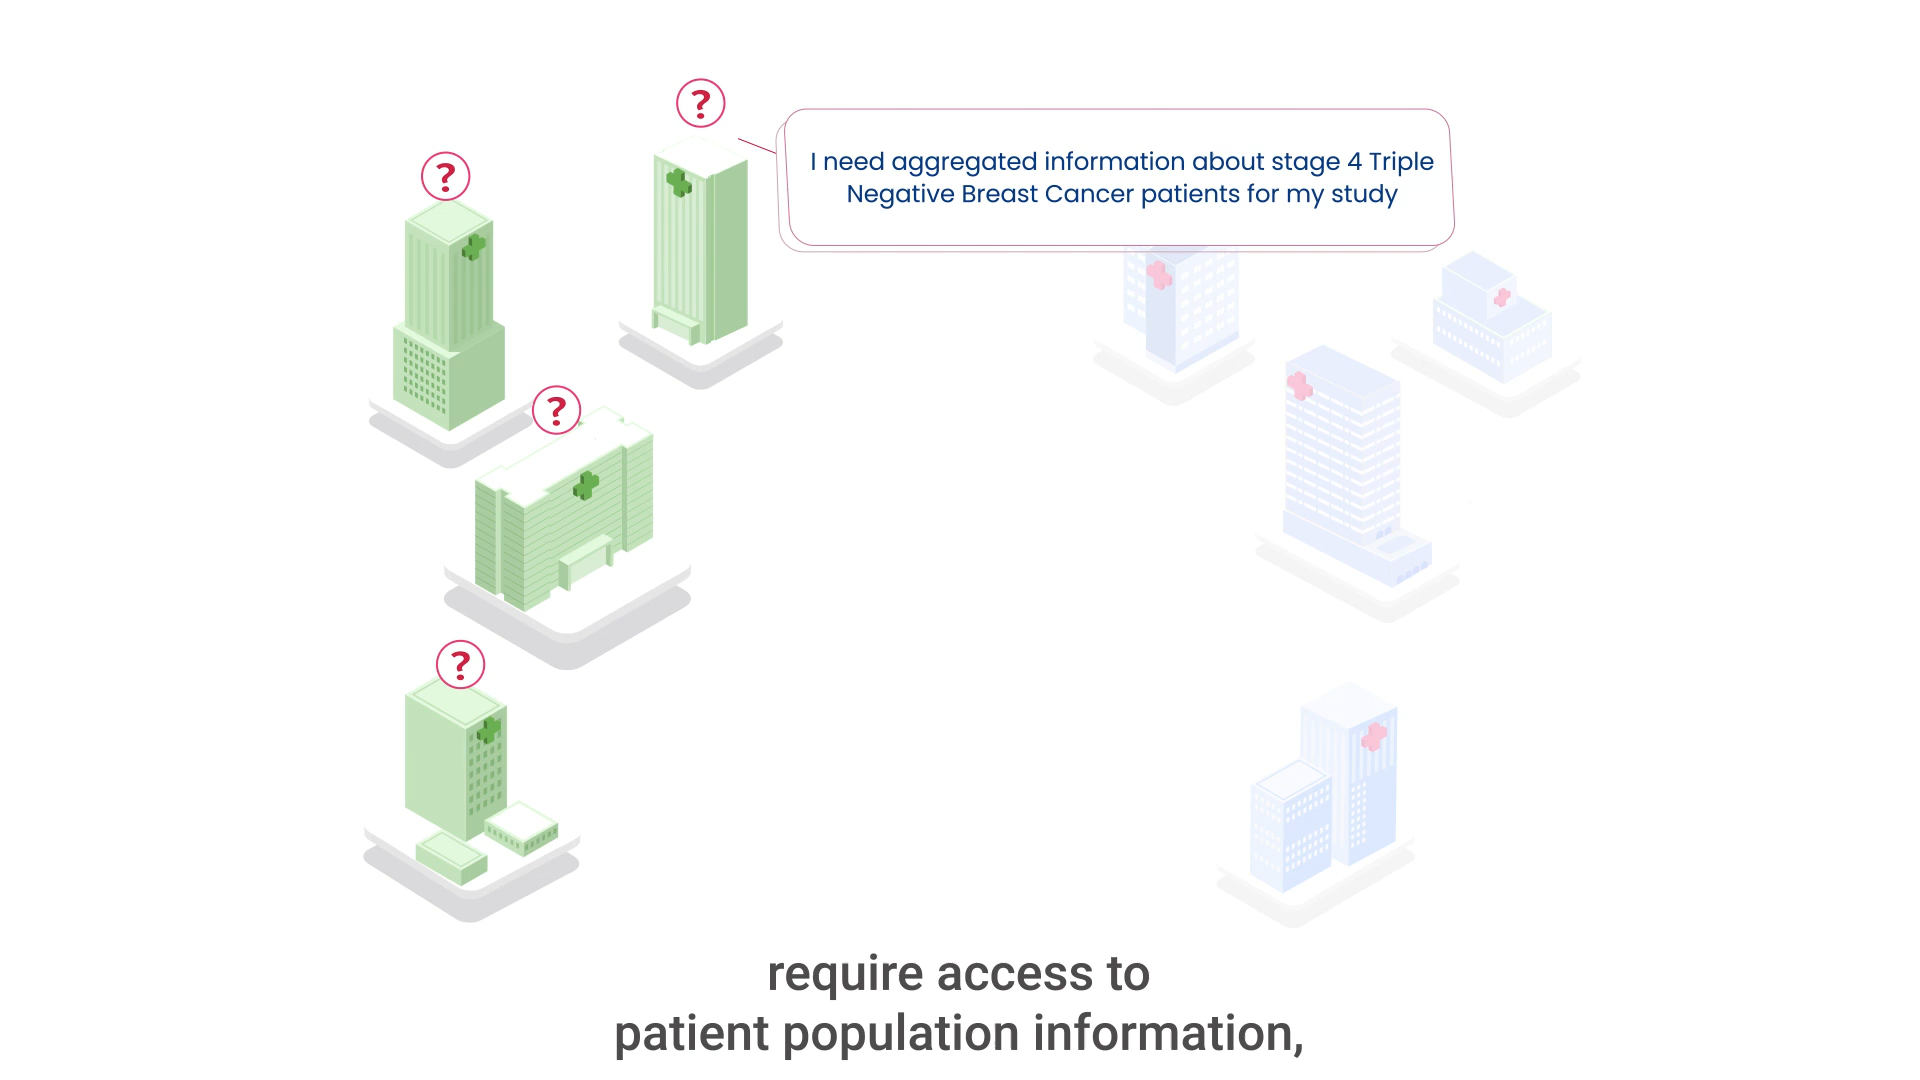 ?
?
I need aggregated information about stage 4 Triple
Negative Breast Cancer patients for my study
?
?
require access to
patient population information,